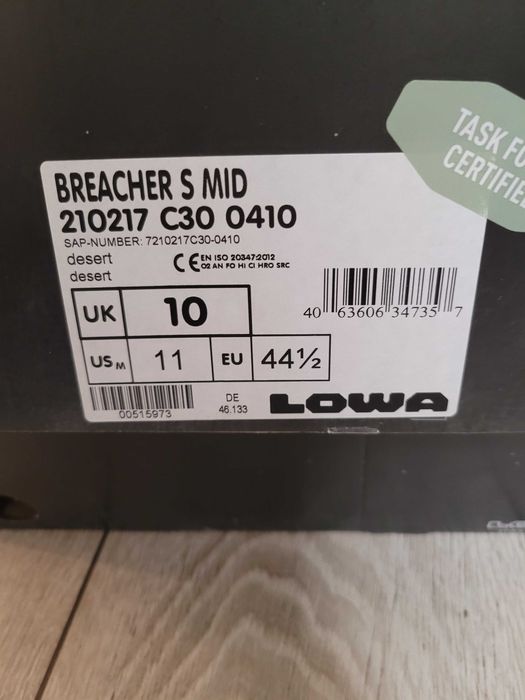 TASK FO
CERTIFIE
BREACHER S MID
210217 C30 0410
SAP-NUMBER: 7210217C30-0410
desert
desert
CE EN ISO 20347:2012
O2 AN FO HI CI HRO SRC
UK 10
40 63606 34735 7
US M 11 EU 44½
00515973
DE
46.133
LOWA